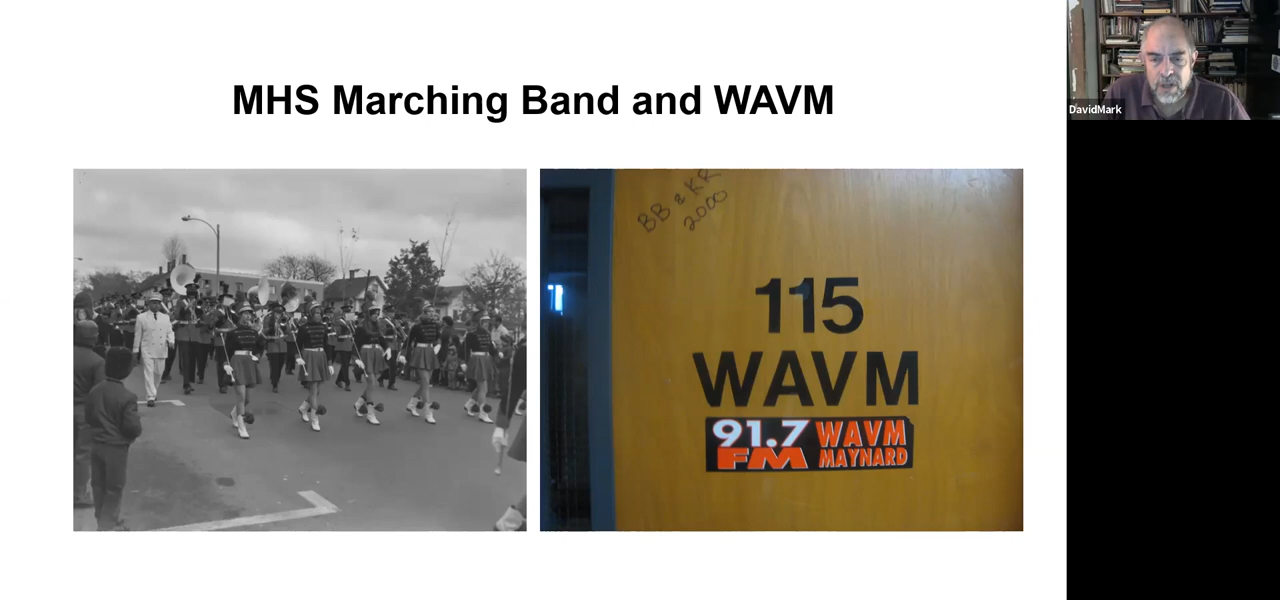 MHS Marching Band and WAVM
DavidMark
BB & KR
2000
115
WAVM
91.7 WAVM
FM MAYNARD